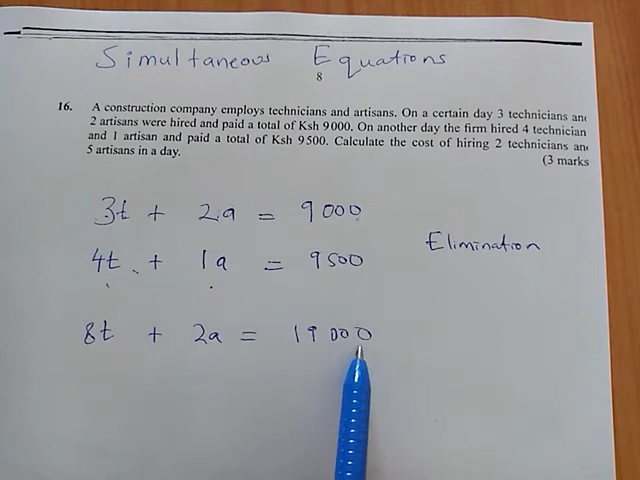 Simultaneous Equations
8
16. A construction company employs technicians and artisans. On a certain day 3 technicians and
2 artisans were hired and paid a total of Ksh 9000. On another day the firm hired 4 technician
and 1 artisan and paid a total of Ksh 9500. Calculate the cost of hiring 2 technicians and
5 artisans in a day.
(3 marks
3t + 2a = 9000
4t + 1a = 9500
Elimination
8t + 2a = 19000